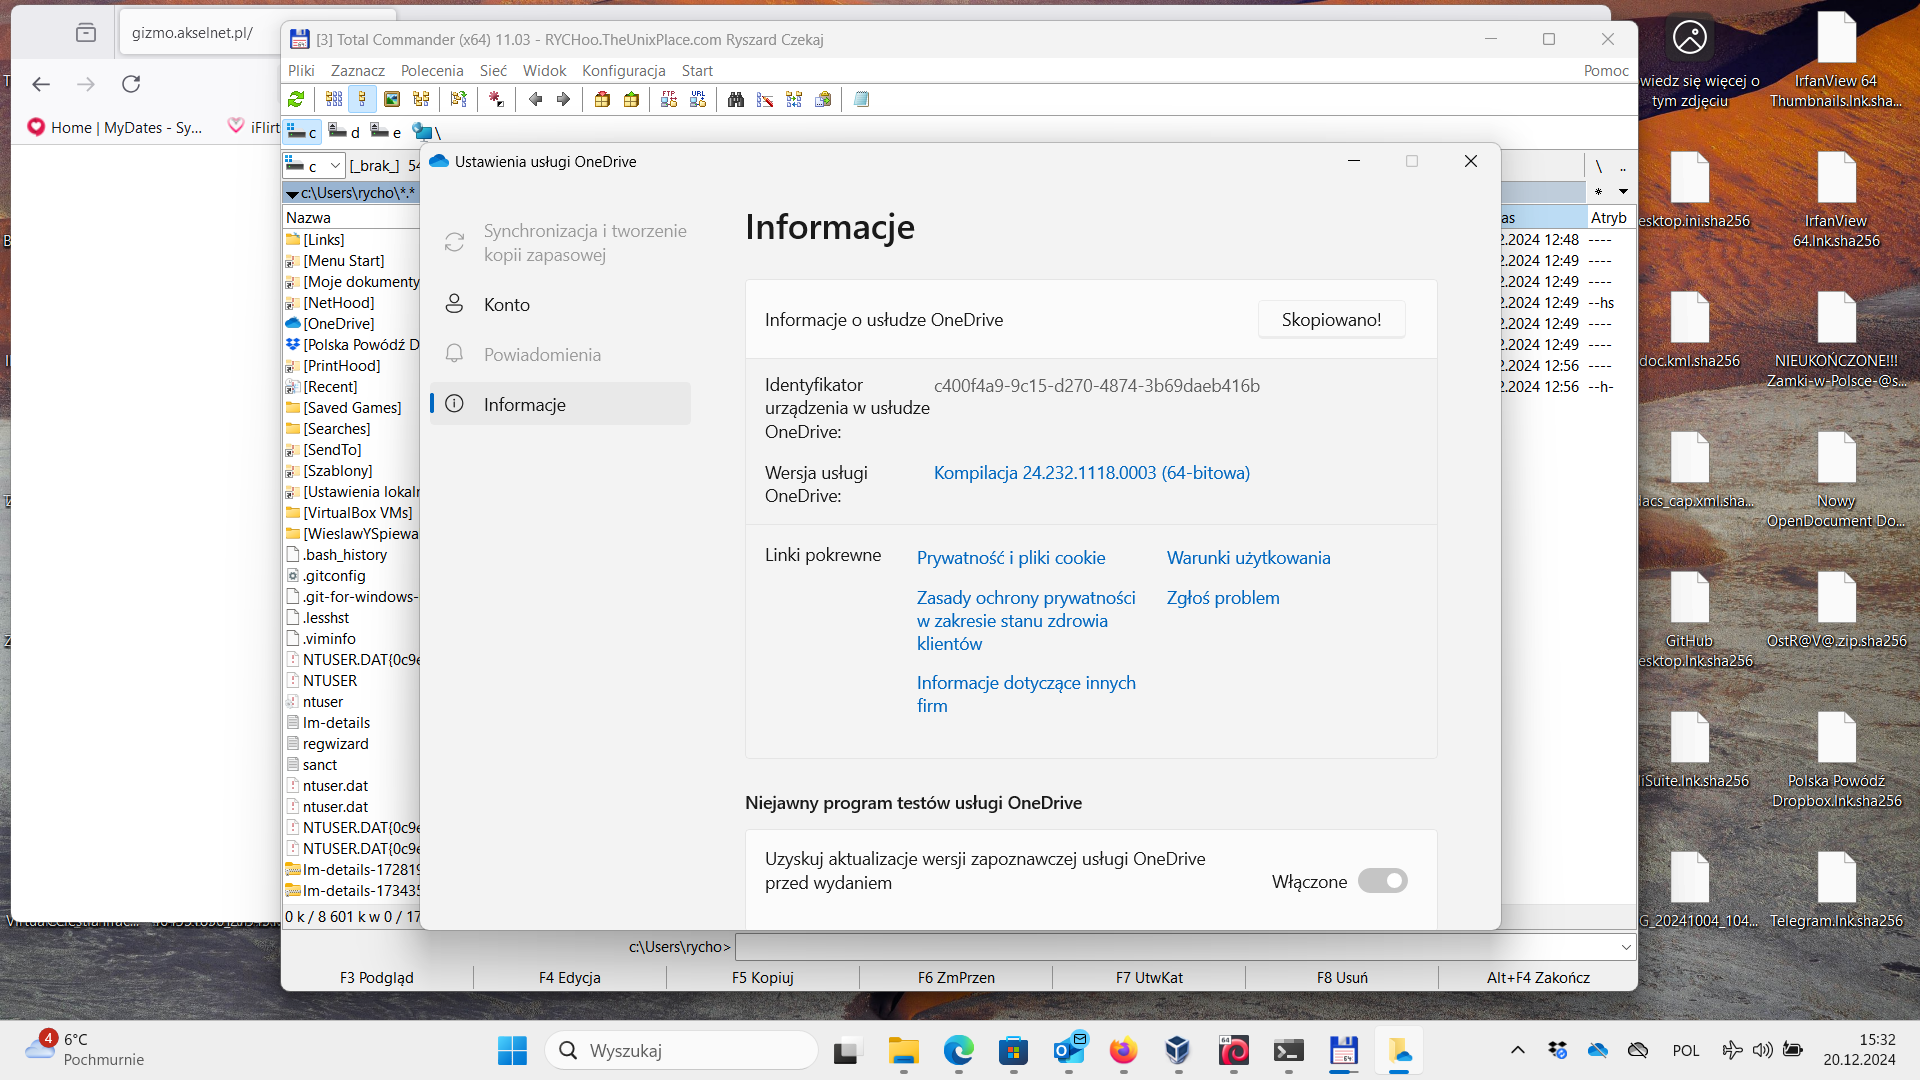 gizmo.akselnet.pl/
Home | MyDates - Sy...
iFlirt
[3] Total Commander (x64) 11.03 - RYCHoo.TheUnixPlace.com Ryszard Czekaj
Pliki Zaznacz Polecenia Sieć Widok Konfiguracja Start Pomoc
c d e \
c [_brak_] 54 \ ..
c:\Users\rycho\*.* * 
Nazwa as Atryb
[Links] 2.2024 12:48 ----
[Menu Start] 2.2024 12:49 ----
[Moje dokumenty 2.2024 12:49 ----
[NetHood] 2.2024 12:49 --hs
[OneDrive] 2.2024 12:49 ----
[Polska Powódź D 2.2024 12:49 ----
[PrintHood] 2.2024 12:56 ----
[Recent] 2.2024 12:56 --h-
[Saved Games]
[Searches]
[SendTo]
[Szablony]
[Ustawienia lokaln
[VirtualBox VMs]
[WieslawYSpiewa
.bash_history
.gitconfig
.git-for-windows-
.lesshst
.viminfo
NTUSER.DAT{0c9e
NTUSER
ntuser
lm-details
regwizard
sanct
ntuser.dat
ntuser.dat
NTUSER.DAT{0c9e
NTUSER.DAT{0c9e
lm-details-172819
lm-details-173435
0 k / 8 601 k w 0 / 17
c:\Users\rycho>
F3 Podgląd F4 Edycja F5 Kopiuj F6 ZmPrzen F7 UtwKat F8 Usuń Alt+F4 Zakończ
Ustawienia usługi OneDrive
Synchronizacja i tworzenie
kopii zapasowej
Konto
Powiadomienia
Informacje
Informacje
Informacje o usłudze OneDrive
Skopiowano!
Identyfikator
urządzenia w usłudze
OneDrive:
c400f4a9-9c15-d270-4874-3b69daeb416b
Wersja usługi
OneDrive:
Kompilacja 24.232.1118.0003 (64-bitowa)
Linki pokrewne
Prywatność i pliki cookie
Warunki użytkowania
Zasady ochrony prywatności
w zakresie stanu zdrowia
klientów
Zgłoś problem
Informacje dotyczące innych
firm
Niejawny program testów usługi OneDrive
Uzyskuj aktualizacje wersji zapoznawczej usługi OneDrive
przed wydaniem
Włączone
wiedz się więcej o
tym zdjęciu
IrfanView 64
Thumbnails.lnk.sha...
esktop.ini.sha256
IrfanView
64.lnk.sha256
doc.kml.sha256
NIEUKOŃCZONE!!!
Zamki-w-Polsce-@s...
acs_cap.xml.sha...
Nowy
OpenDocument Do...
GitHub
esktop.lnk.sha256
OstR@V@.zip.sha256
iSuite.lnk.sha256
Polska Powódź
Dropbox.lnk.sha256
G_20241004_104...
Telegram.lnk.sha256
4
6°C
Pochmurnie
Wyszukaj
POL
15:32
20.12.2024